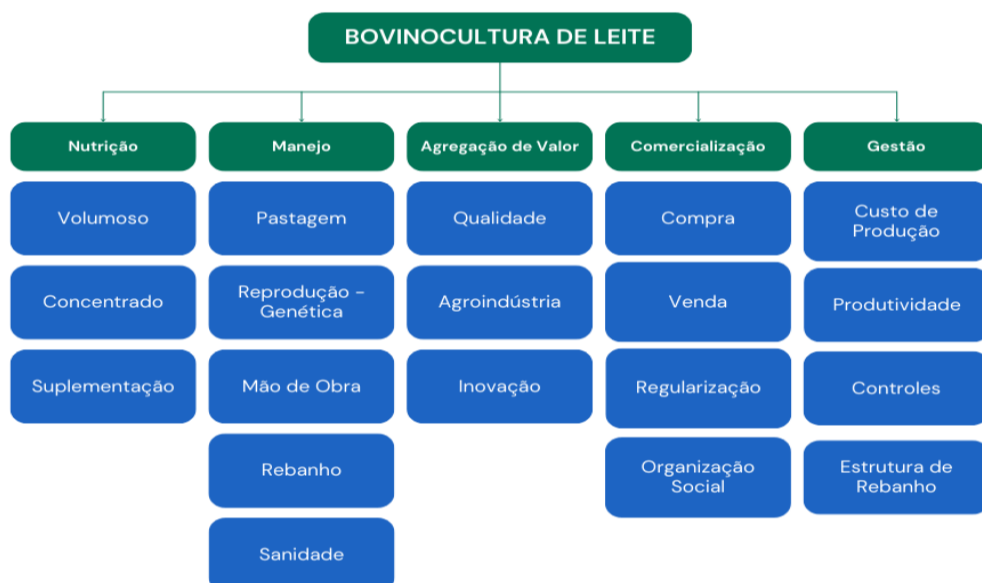 BOVINOCULTURA DE LEITE
Nutrição
Volumoso
Concentrado
Suplementação
Manejo
Pastagem
Reprodução -
Genética
Mão de Obra
Rebanho
Sanidade
Agregação de Valor
Qualidade
Agroindústria
Inovação
Comercialização
Compra
Venda
Regularização
Organização
Social
Gestão
Custo de
Produção
Produtividade
Controles
Estrutura de
Rebanho